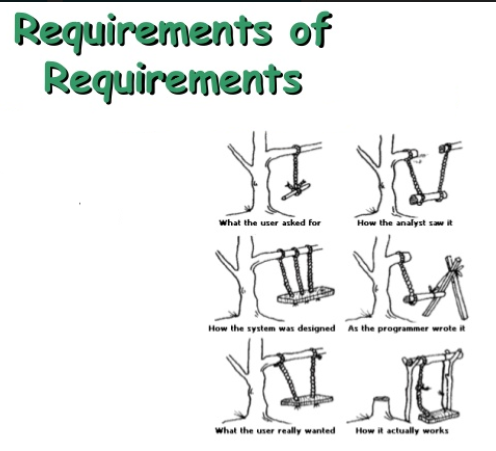 Requirements of
Requirements
What the user asked for
How the analyst saw it
How the system was designed
As the programmer wrote it
What the user really wanted
How it actually works